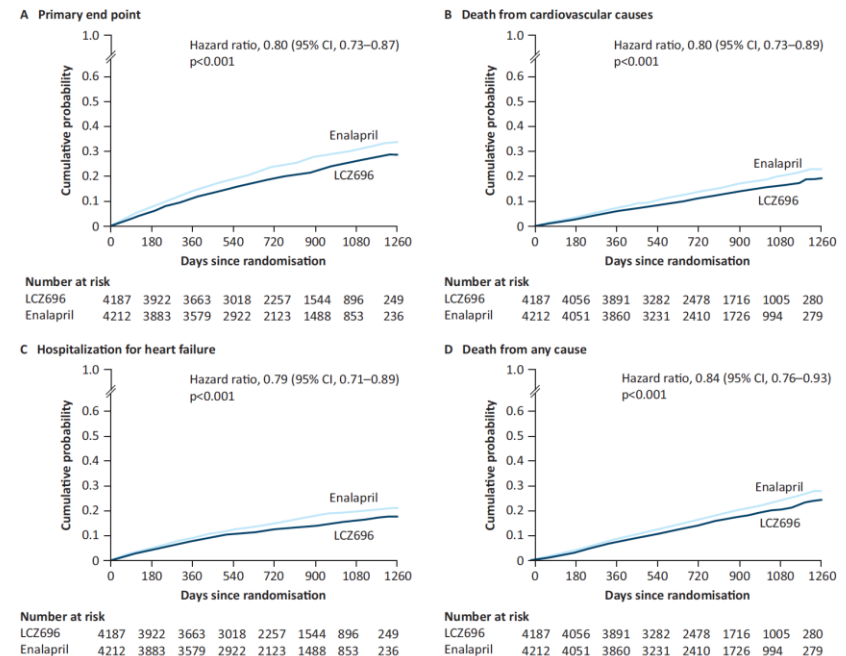 A Primary end point
Hazard ratio, 0.80 (95% CI, 0.73–0.87)
p<0.001
Cumulative probability
1.0
0.6
0.5
0.4
0.3
0.2
0.1
0
Enalapril
LCZ696
0 180 360 540 720 900 1080 1260
Days since randomisation
Number at risk
LCZ696 4187 3922 3663 3018 2257 1544 896 249
Enalapril 4212 3883 3579 2922 2123 1488 853 236
B Death from cardiovascular causes
Hazard ratio, 0.80 (95% CI, 0.73–0.89)
p<0.001
Cumulative probability
1.0
0.6
0.5
0.4
0.3
0.2
0.1
0
Enalapril
LCZ696
0 180 360 540 720 900 1080 1260
Days since randomisation
Number at risk
LCZ696 4187 4056 3891 3282 2478 1716 1005 280
Enalapril 4212 4051 3860 3231 2410 1726 994 279
C Hospitalization for heart failure
Hazard ratio, 0.79 (95% CI, 0.71–0.89)
p<0.001
Cumulative probability
1.0
0.6
0.5
0.4
0.3
0.2
0.1
0
Enalapril
LCZ696
0 180 360 540 720 900 1080 1260
Days since randomisation
Number at risk
LCZ696 4187 3922 3663 3018 2257 1544 896 249
Enalapril 4212 3883 3579 2922 2123 1488 853 236
D Death from any cause
Hazard ratio, 0.84 (95% CI, 0.76–0.93)
p<0.001
Cumulative probability
1.0
0.6
0.5
0.4
0.3
0.2
0.1
0
Enalapril
LCZ696
0 180 360 540 720 900 1080 1260
Days since randomisation
Number at risk
LCZ696 4187 4056 3891 3282 2478 1716 1005 280
Enalapril 4212 4051 3860 3231 2410 1726 994 279